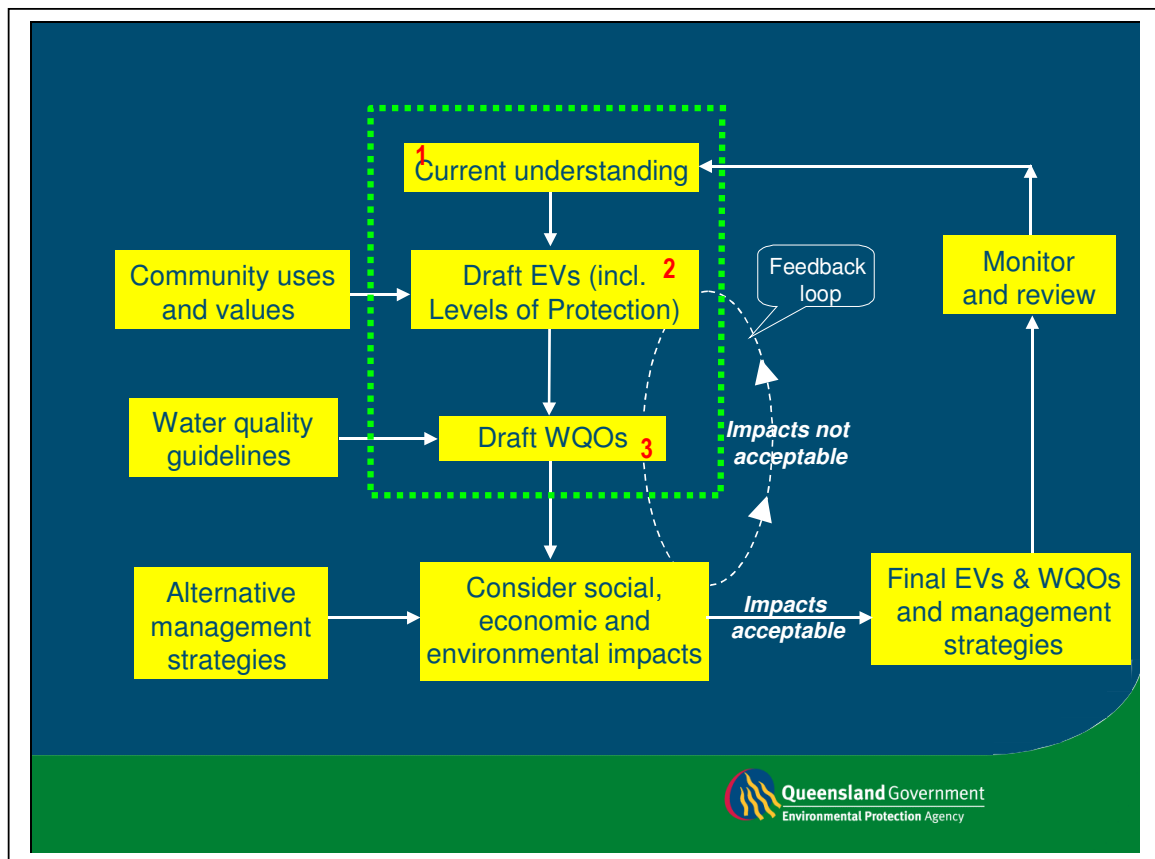 1
Current understanding
Community uses
and values
Draft EVs (incl. 2
Levels of Protection)
Feedback
loop
Monitor
and review
Water quality
guidelines
Draft WQOs
3
Impacts not
acceptable
Alternative
management
strategies
Consider social,
economic and
environmental impacts
Impacts
acceptable
Final EVs & WQOs
and management
strategies
Queensland Government
Environmental Protection Agency